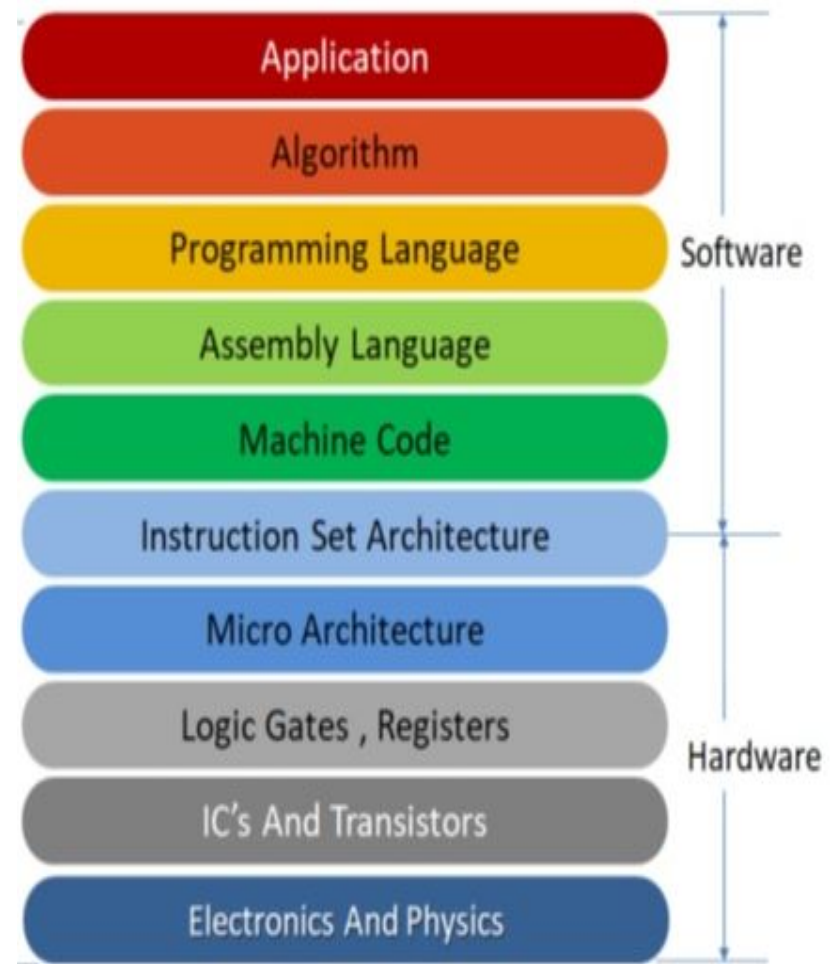 Application
Algorithm
Programming Language
Software
Assembly Language
Machine Code
Instruction Set Architecture
Micro Architecture
Logic Gates , Registers
Hardware
IC's And Transistors
Electronics And Physics